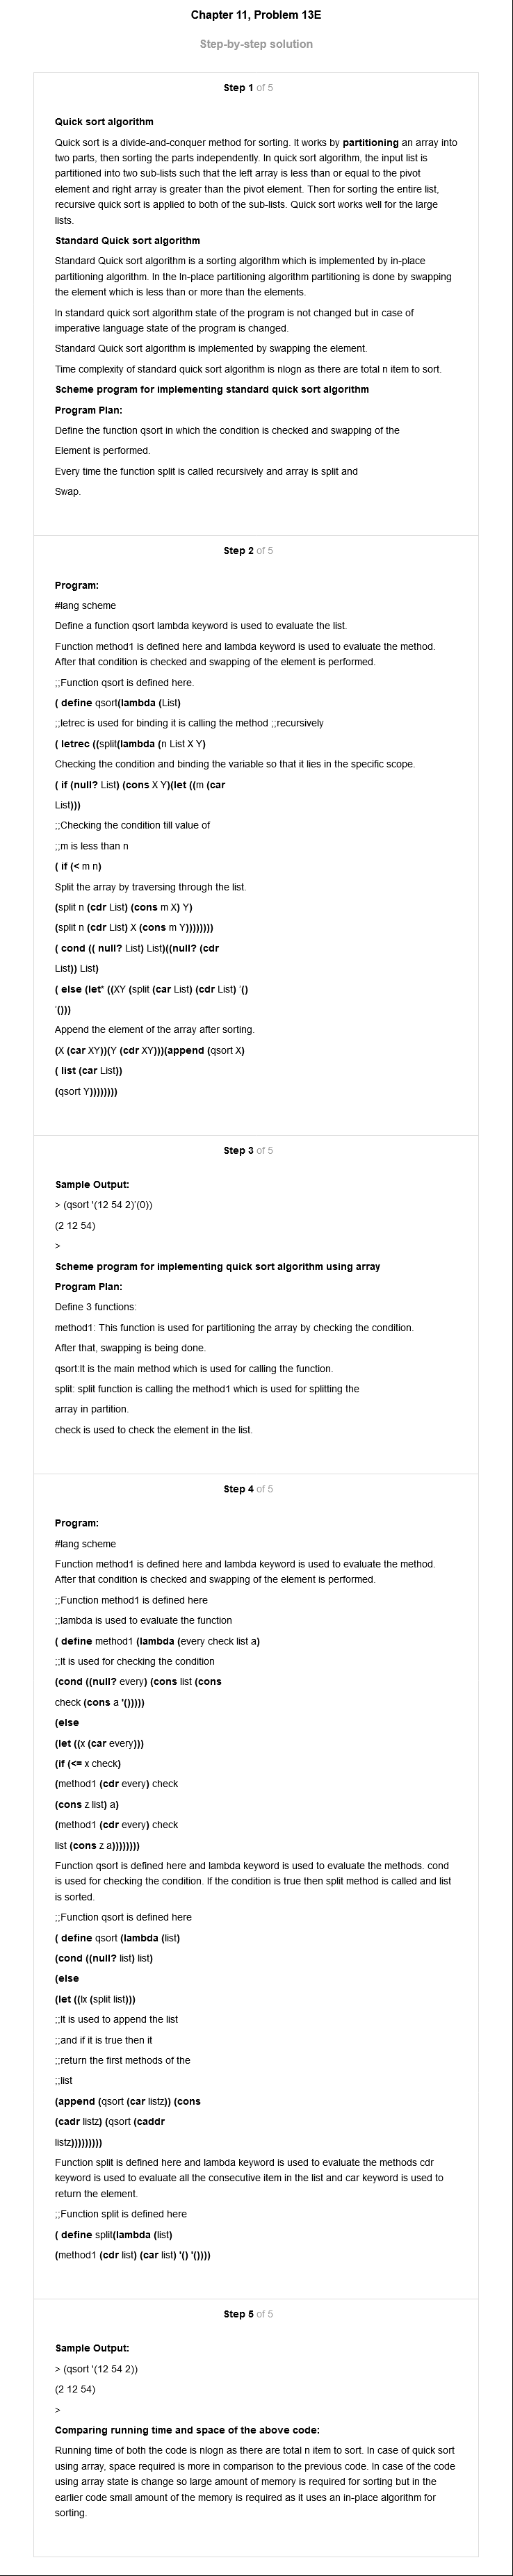 Chapter 11, Problem 13E
Step-by-step solution
Step 1 of 5
Quick sort algorithm
Quick sort is a divide-and-conquer method for sorting. It works by partitioning an array into
two parts, then sorting the parts independently. In quick sort algorithm, the input list is
partitioned into two sub-lists such that the left array is less than or equal to the pivot
element and right array is greater than the pivot element. Then for sorting the entire list,
recursive quick sort is applied to both of the sub-lists. Quick sort works well for the large
lists.
Standard Quick sort algorithm
Standard Quick sort algorithm is a sorting algorithm which is implemented by in-place
partitioning algorithm. In the In-place partitioning algorithm partitioning is done by swapping
the element which is less than or more than the elements.
In standard quick sort algorithm state of the program is not changed but in case of
imperative language state of the program is changed.
Standard Quick sort algorithm is implemented by swapping the element.
Time complexity of standard quick sort algorithm is nlogn as there are total n item to sort.
Scheme program for implementing standard quick sort algorithm
Program Plan:
Define the function qsort in which the condition is checked and swapping of the
Element is performed.
Every time the function split is called recursively and array is split and
Swap.
Step 2 of 5
Program:
#lang scheme
Define a function qsort lambda keyword is used to evaluate the list.
Function method1 is defined here and lambda keyword is used to evaluate the method.
After that condition is checked and swapping of the element is performed.
;;Function qsort is defined here.
( define qsort(lambda (List)
;;letrec is used for binding it is calling the method ;;recursively
( letrec ((split(lambda (n List X Y)
Checking the condition and binding the variable so that it lies in the specific scope.
( if (null? List) (cons X Y)(let ((m (car
List)))
;;Checking the condition till value of
;;m is less than n
( if (< m n)
Split the array by traversing through the list.
(split n (cdr List) (cons m X) Y)
(split n (cdr List) X (cons m Y))))))))
( cond (( null? List) List)((null? (cdr
List)) List)
( else (let* ((XY (split (car List) (cdr List) '()
'()))
Append the element of the array after sorting.
(X (car XY))(Y (cdr XY)))(append (qsort X)
( list (car List))
(qsort Y))))))))
Step 3 of 5
Sample Output:
> (qsort '(12 54 2)'(0))
(2 12 54)
>
Scheme program for implementing quick sort algorithm using array
Program Plan:
Define 3 functions:
method1: This function is used for partitioning the array by checking the condition.
After that, swapping is being done.
qsort:It is the main method which is used for calling the function.
split: split function is calling the method1 which is used for splitting the
array in partition.
check is used to check the element in the list.
Step 4 of 5
Program:
#lang scheme
Function method1 is defined here and lambda keyword is used to evaluate the method.
After that condition is checked and swapping of the element is performed.
;;Function method1 is defined here
;;lambda is used to evaluate the function
( define method1 (lambda (every check list a)
;;It is used for checking the condition
(cond ((null? every) (cons list (cons
check (cons a '()))))
(else
(let ((x (car every)))
(if (<= x check)
(method1 (cdr every) check
(cons z list) a)
(method1 (cdr every) check
list (cons z a))))))))
Function qsort is defined here and lambda keyword is used to evaluate the methods. cond
is used for checking the condition. If the condition is true then split method is called and list
is sorted.
;;Function qsort is defined here
( define qsort (lambda (list)
(cond ((null? list) list)
(else
(let ((lx (split list)))
;;It is used to append the list
;;and if it is true then it
;;return the first methods of the
;;list
(append (qsort (car listz)) (cons
(cadr listz) (qsort (caddr
listz)))))))))
Function split is defined here and lambda keyword is used to evaluate the methods cdr
keyword is used to evaluate all the consecutive item in the list and car keyword is used to
return the element.
;;Function split is defined here
( define split(lambda (list)
(method1 (cdr list) (car list) '() '())))
Step 5 of 5
Sample Output:
> (qsort '(12 54 2))
(2 12 54)
>
Comparing running time and space of the above code:
Running time of both the code is nlogn as there are total n item to sort. In case of quick sort
using array, space required is more in comparison to the previous code. In case of the code
using array state is change so large amount of memory is required for sorting but in the
earlier code small amount of the memory is required as it uses an in-place algorithm for
sorting.